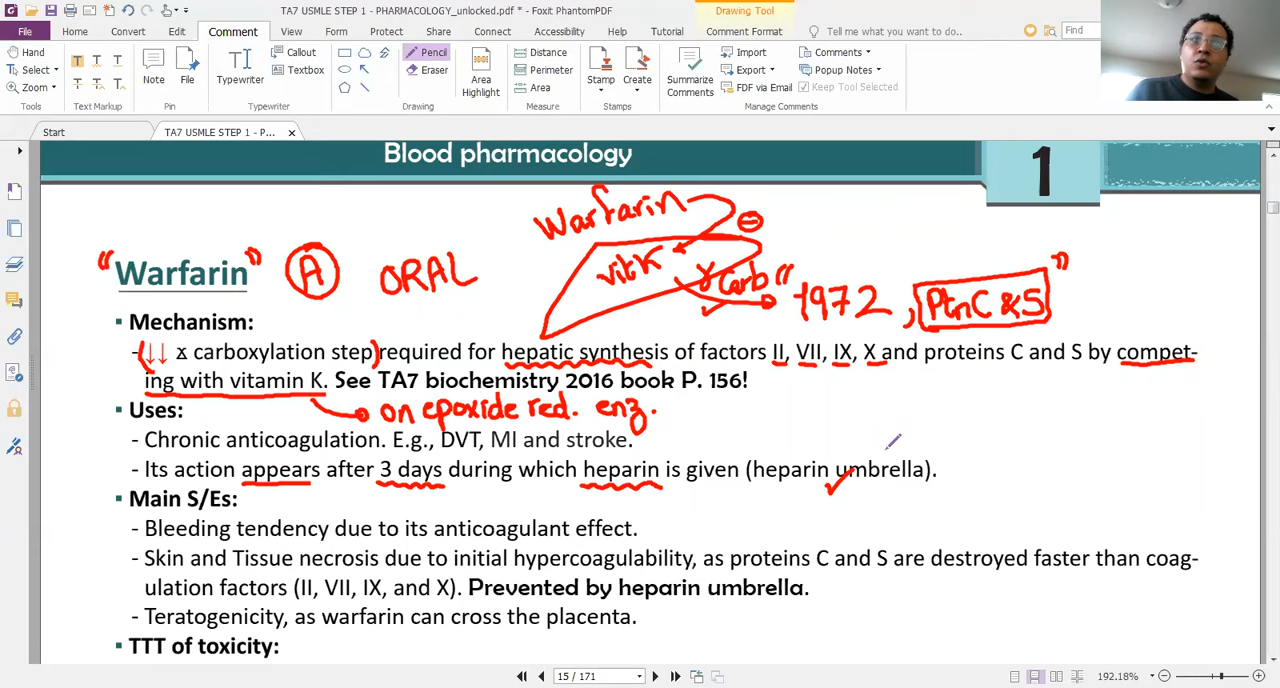 TA7 USMLE STEP 1 - PHARMACOLOGY_unlocked.pdf * - Foxit PhantomPDF
Drawing Tool
File Home Convert Edit Comment View Form Protect Share Connect Accessibility Help Tutorial Comment Format Tell me what you want to do.. Find
Hand Select Zoom
Tools
Text Markup
Note File
Pin
Typewriter Callout Textbox
Typewriter
Pencil Eraser Area Highlight
Drawing
Distance Perimeter Area
Measure
Stamp Create
Stamps
Summarize Comments Import Export FDF via Email Comments Popup Notes Keep Tool Selected
Manage Comments
Start TA7 USMLE STEP 1 - P...
Blood pharmacology 1
Warfarin ⊖
"Warfarin" A ORAL vit K γ Carb "1972, Ptn C & S"
▪ Mechanism:
- (↓↓ x carboxylation step) required for hepatic synthesis of factors II, VII, IX, X and proteins C and S by compet-
ing with vitamin K. See TA7 biochemistry 2016 book P. 156!
▪ Uses: on epoxide red. enz.
- Chronic anticoagulation. E.g., DVT, MI and stroke.
- Its action appears after 3 days during which heparin is given (heparin umbrella).
▪ Main S/Es:
- Bleeding tendency due to its anticoagulant effect.
- Skin and Tissue necrosis due to initial hypercoagulability, as proteins C and S are destroyed faster than coag-
ulation factors (II, VII, IX, and X). Prevented by heparin umbrella.
- Teratogenicity, as warfarin can cross the placenta.
▪ TTT of toxicity:
15 / 171 192.18%